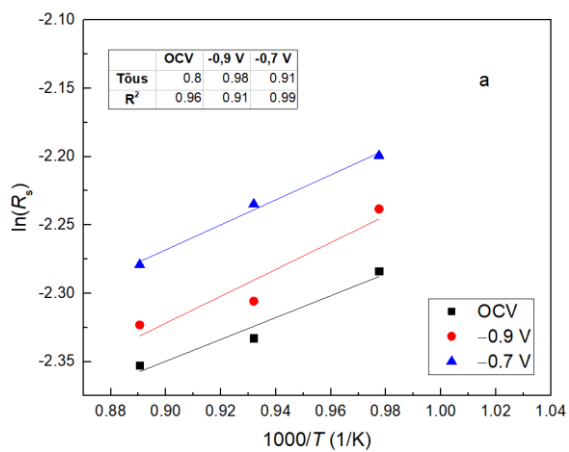 -2.10
-2.15
-2.20
-2.25
-2.30
-2.35
ln(Rs)
OCV -0,9 V -0,7 V
Tõus 0.8 0.98 0.91
R² 0.96 0.91 0.99
a
OCV
−0.9 V
−0.7 V
0.88 0.90 0.92 0.94 0.96 0.98 1.00 1.02 1.04
1000/T (1/K)